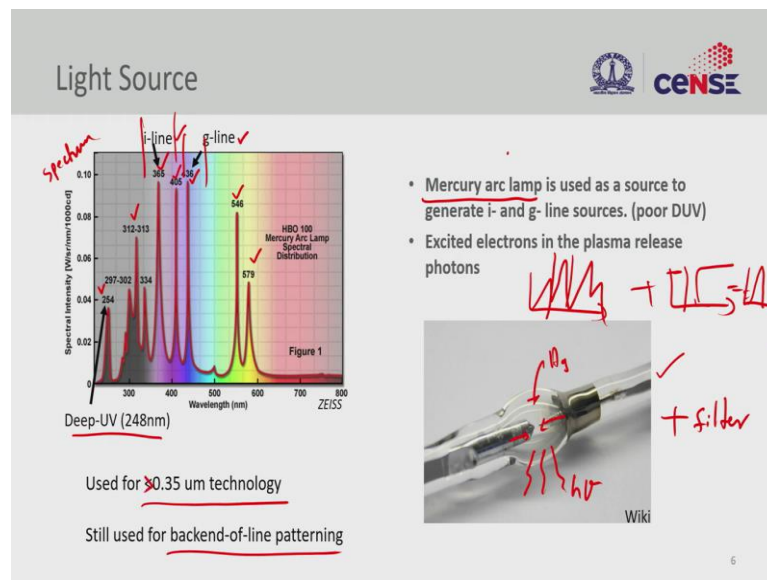 Light Source
CeNSE
spectrum
i-line
g-line
365
405
436
546
312-313
HBO 100
Mercury Arc Lamp
Spectral
Distribution
579
297-302
334
254
Figure 1
Spectral Intensity [W/sr/nm/1000cd]
0.10
0.08
0.06
0.04
0.02
0
300
400
500
600
700
800
Wavelength (nm)
ZEISS
Deep-UV (248nm)
Used for 0.35 um technology
Still used for backend-of-line patterning
• Mercury arc lamp is used as a source to
generate i- and g- line sources. (poor DUV)
• Excited electrons in the plasma release
photons
+
+ filter
hν
Wiki
6